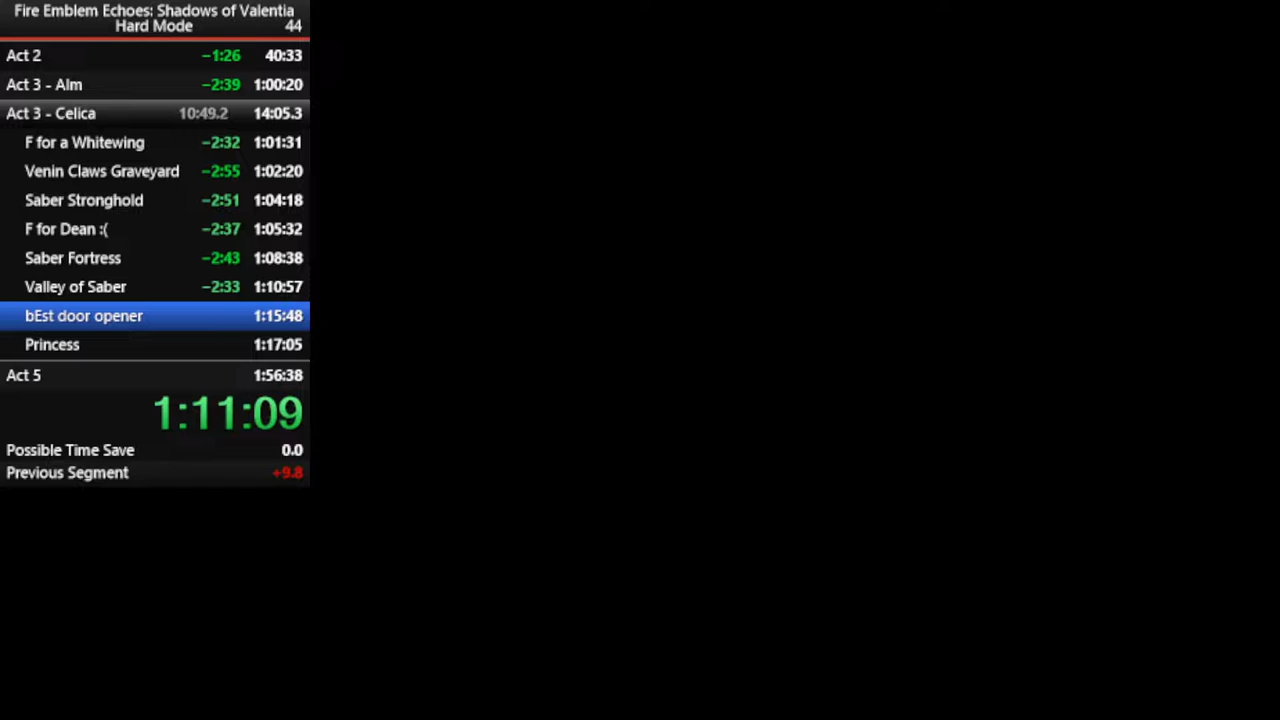 Fire Emblem Echoes: Shadows of Valentia
Hard Mode 44
Act 2 -1:26 40:33
Act 3 - Alm -2:39 1:00:20
Act 3 - Celica 10:49.2 14:05.3
F for a Whitewing -2:32 1:01:31
Venin Claws Graveyard -2:55 1:02:20
Saber Stronghold -2:51 1:04:18
F for Dean :( -2:37 1:05:32
Saber Fortress -2:43 1:08:38
Valley of Saber -2:33 1:10:57
bEst door opener 1:15:48
Princess 1:17:05
Act 5 1:56:38
1:11:09
Possible Time Save 0.0
Previous Segment +9.8